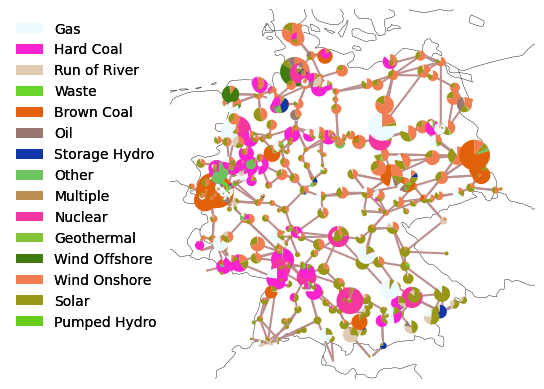 Gas
Hard Coal
Run of River
Waste
Brown Coal
Oil
Storage Hydro
Other
Multiple
Nuclear
Geothermal
Wind Offshore
Wind Onshore
Solar
Pumped Hydro